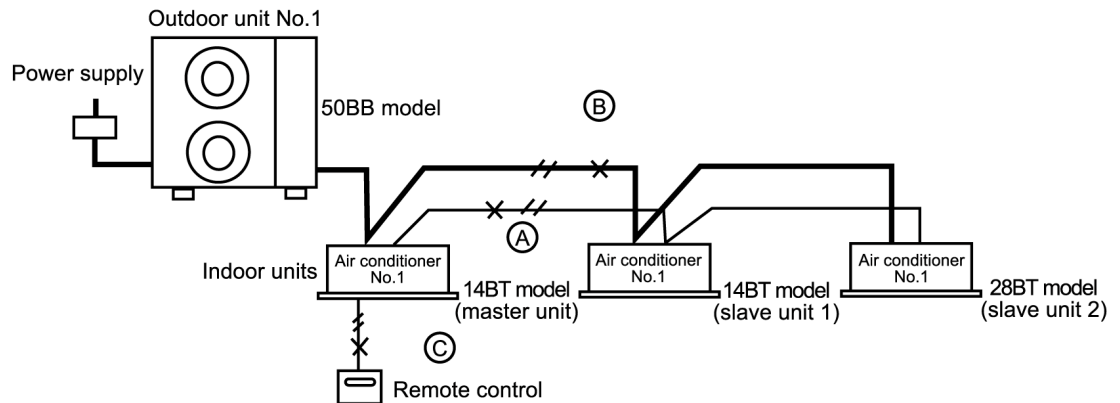 Outdoor unit No.1
Power supply
50BB model
B
A
Indoor units
Air conditioner
No.1
14BT model
(master unit)
Air conditioner
No.1
14BT model
(slave unit 1)
Air conditioner
No.1
28BT model
(slave unit 2)
C
Remote control